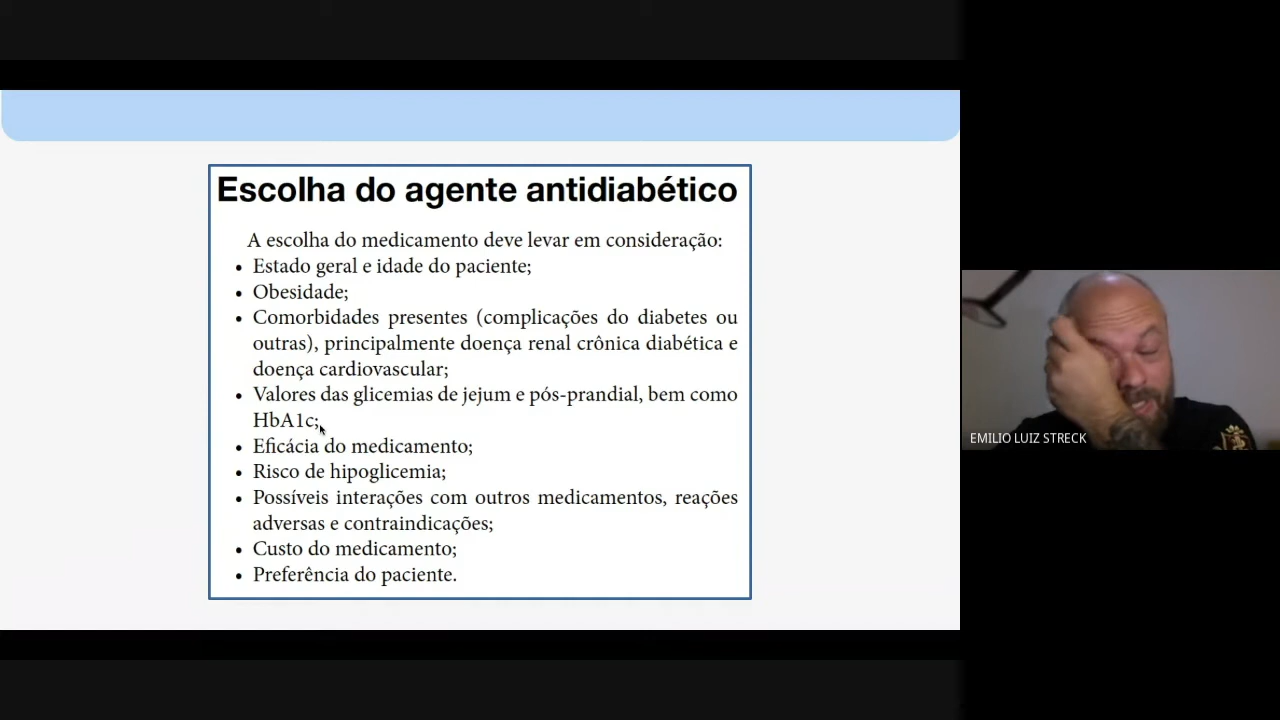 Escolha do agente antidiabético
A escolha do medicamento deve levar em consideração:
• Estado geral e idade do paciente;
• Obesidade;
• Comorbidades presentes (complicações do diabetes ou
outras), principalmente doença renal crônica diabética e
doença cardiovascular;
• Valores das glicemias de jejum e pós-prandial, bem como
HbA1c;
• Eficácia do medicamento;
• Risco de hipoglicemia;
• Possíveis interações com outros medicamentos, reações
adversas e contraindicações;
• Custo do medicamento;
• Preferência do paciente.
EMILIO LUIZ STRECK